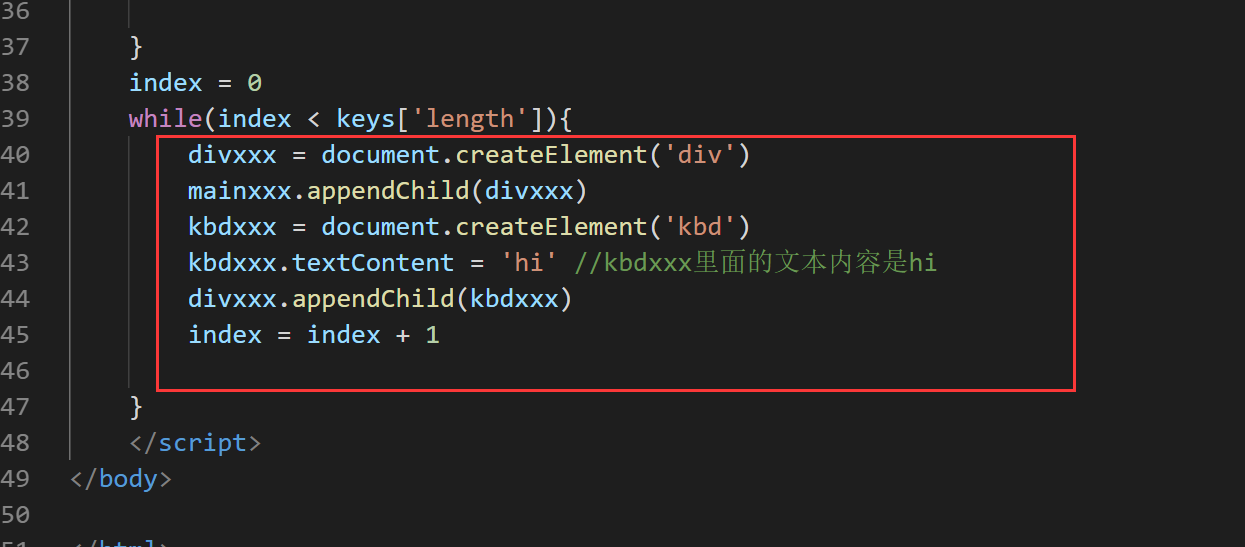 36
37 }
38 index = 0
39 while(index < keys['length']){
40 divxxx = document.createElement('div')
41 mainxxx.appendChild(divxxx)
42 kbdxxx = document.createElement('kbd')
43 kbdxxx.textContent = 'hi' //kbdxxx里面的文本内容是hi
44 divxxx.appendChild(kbdxxx)
45 index = index + 1
46
47 }
48 </script>
49 </body>
50
51 </html>